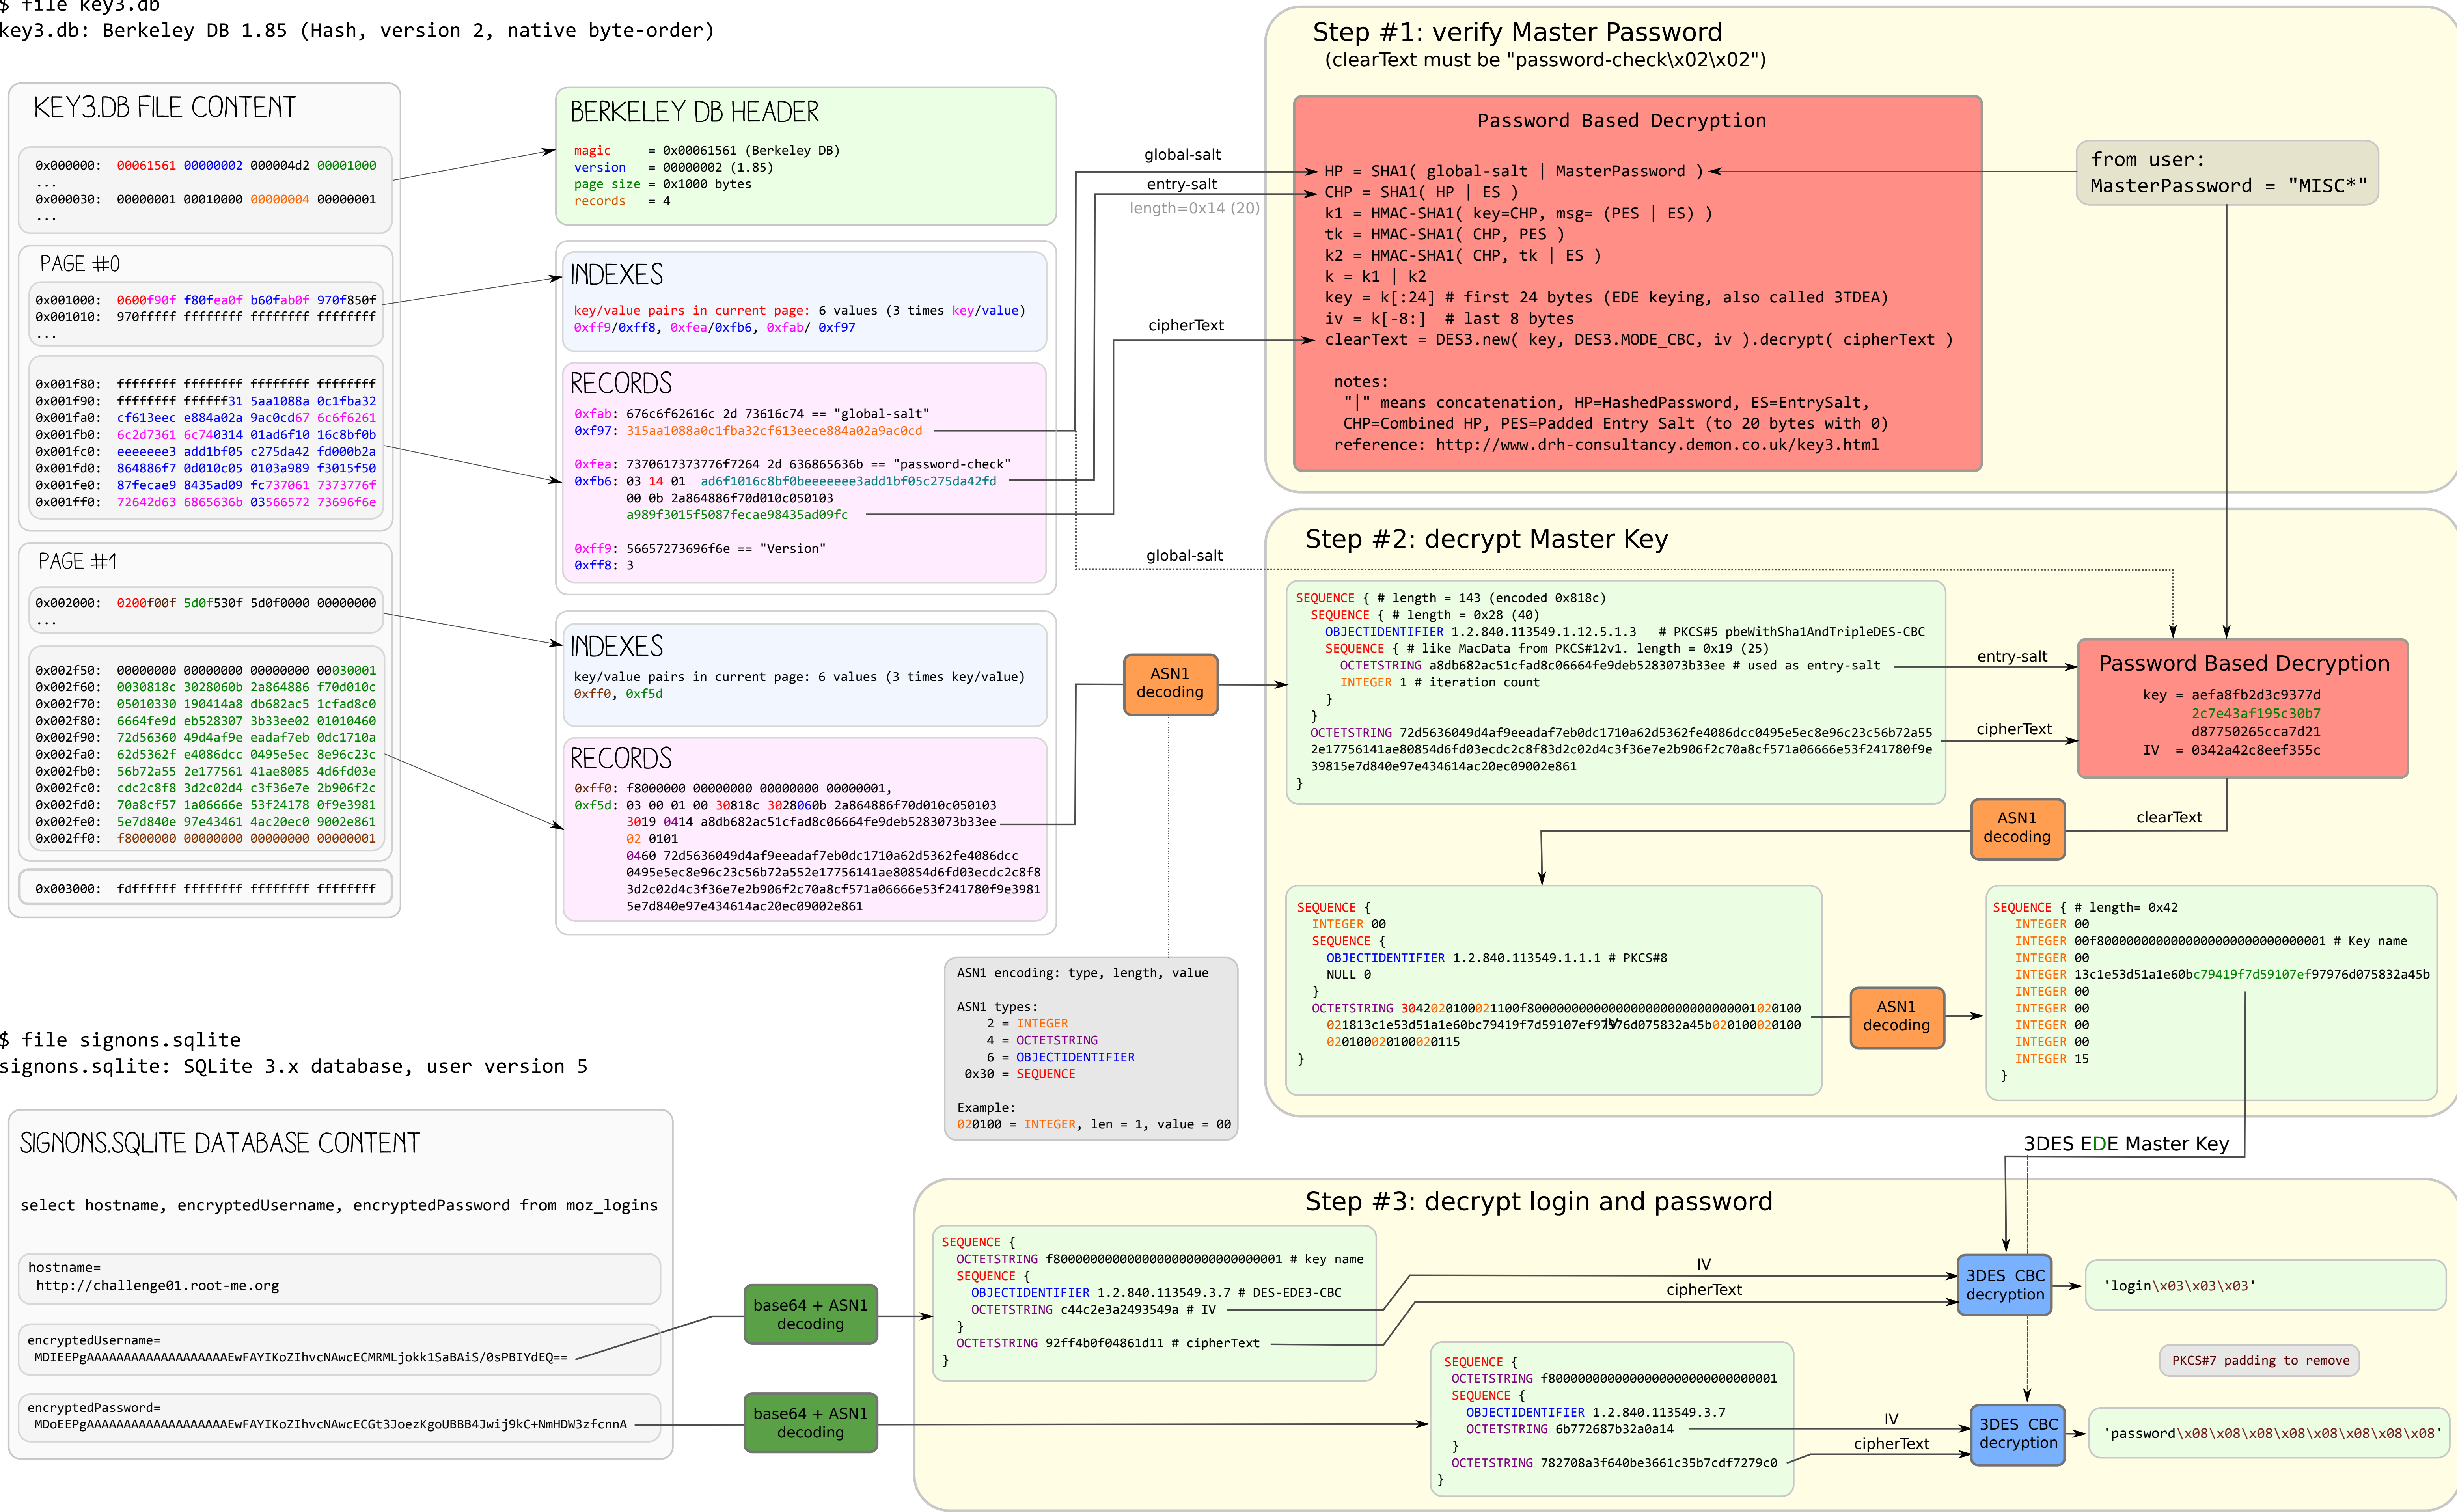 $ file key3.db
key3.db: Berkeley DB 1.85 (Hash, version 2, native byte-order)
KEY3.DB FILE CONTENT
0x000000: 00061561 00000002 000004d2 00001000
...
0x000030: 00000001 00010000 00000004 00000001
...
PAGE #0
0x001000: 0600f90f f80fea0f b60fab0f 970f850f
0x001010: 970fffff ffffffff ffffffff ffffffff
...
0x001f80: ffffffff ffffffff ffffffff ffffffff
0x001f90: ffffffff ffffff31 5aa1088a 0c1fba32
0x001fa0: cf613eec e884a02a 9ac0cd67 6c6f6261
0x001fb0: 6c2d7361 6c740314 01ad6f10 16c8bf0b
0x001fc0: eeeeeee3 add1bf05 c275da42 fd000b2a
0x001fd0: 864886f7 0d010c05 0103a989 f3015f50
0x001fe0: 87fecae9 8435ad09 fc737061 7373776f
0x001ff0: 72642d63 6865636b 03566572 73696f6e
PAGE #1
0x002000: 0200f00f 5d0f530f 5d0f0000 00000000
...
0x002f50: 00000000 00000000 00000000 00030001
0x002f60: 0030818c 3028060b 2a864886 f70d010c
0x002f70: 05010330 190414a8 db682ac5 1cfad8c0
0x002f80: 6664fe9d eb528307 3b33ee02 01010460
0x002f90: 72d56360 49d4af9e eadaf7eb 0dc1710a
0x002fa0: 62d5362f e4086dcc 0495e5ec 8e96c23c
0x002fb0: 56b72a55 2e177561 41ae8085 4d6fd03e
0x002fc0: cdc2c8f8 3d2c02d4 c3f36e7e 2b906f2c
0x002fd0: 70a8cf57 1a06666e 53f24178 0f9e3981
0x002fe0: 5e7d840e 97e43461 4ac20ec0 9002e861
0x002ff0: f8000000 00000000 00000000 00000001
0x003000: fdffffff ffffffff ffffffff ffffffff
BERKELEY DB HEADER
magic = 0x00061561 (Berkeley DB)
version = 00000002 (1.85)
page size = 0x1000 bytes
records = 4
INDEXES
key/value pairs in current page: 6 values (3 times key/value)
0xff9/0xff8, 0xfea/0xfb6, 0xfab/ 0xf97
RECORDS
0xfab: 676c6f62616c 2d 73616c74 == "global-salt"
0xf97: 315aa1088a0c1fba32cf613eece884a02a9ac0cd
0xfea: 7370617373776f7264 2d 636865636b == "password-check"
0xfb6: 03 14 01 ad6f1016c8bf0beeeeeee3add1bf05c275da42fd
00 0b 2a864886f70d010c050103
a989f3015f5087fecae98435ad09fc
0xff9: 56657273696f6e == "Version"
0xff8: 3
INDEXES
key/value pairs in current page: 6 values (3 times key/value)
0xff0, 0xf5d
RECORDS
0xff0: f8000000 00000000 00000000 00000001,
0xf5d: 03 00 01 00 30818c 3028060b 2a864886f70d010c050103
3019 0414 a8db682ac51cfad8c06664fe9deb5283073b33ee
02 0101
0460 72d5636049d4af9eeadaf7eb0dc1710a62d5362fe4086dcc
0495e5ec8e96c23c56b72a552e17756141ae80854d6fd03ecdc2c8f8
3d2c02d4c3f36e7e2b906f2c70a8cf571a06666e53f241780f9e3981
5e7d840e97e434614ac20ec09002e861
global-salt
entry-salt
length=0x14 (20)
cipherText
global-salt
ASN1
decoding
ASN1 encoding: type, length, value
ASN1 types:
2 = INTEGER
4 = OCTETSTRING
6 = OBJECTIDENTIFIER
0x30 = SEQUENCE
Example:
020100 = INTEGER, len = 1, value = 00
Step #1: verify Master Password
(clearText must be "password-check\x02\x02")
Password Based Decryption
HP = SHA1( global-salt | MasterPassword )
CHP = SHA1( HP | ES )
k1 = HMAC-SHA1( key=CHP, msg= (PES | ES) )
tk = HMAC-SHA1( CHP, PES )
k2 = HMAC-SHA1( CHP, tk | ES )
k = k1 | k2
key = k[:24] # first 24 bytes (EDE keying, also called 3TDEA)
iv = k[-8:] # last 8 bytes
clearText = DES3.new( key, DES3.MODE_CBC, iv ).decrypt( cipherText )
notes:
"|" means concatenation, HP=HashedPassword, ES=EntrySalt,
CHP=Combined HP, PES=Padded Entry Salt (to 20 bytes with 0)
reference: http://www.drh-consultancy.demon.co.uk/key3.html
from user:
MasterPassword = "MISC*"
Step #2: decrypt Master Key
SEQUENCE { # length = 143 (encoded 0x818c)
SEQUENCE { # length = 0x28 (40)
OBJECTIDENTIFIER 1.2.840.113549.1.12.5.1.3 # PKCS#5 pbeWithSha1AndTripleDES-CBC
SEQUENCE { # like MacData from PKCS#12v1. length = 0x19 (25)
OCTETSTRING a8db682ac51cfad8c06664fe9deb5283073b33ee # used as entry-salt
INTEGER 1 # iteration count
}
}
OCTETSTRING 72d5636049d4af9eeadaf7eb0dc1710a62d5362fe4086dcc0495e5ec8e96c23c56b72a55
2e17756141ae80854d6fd03ecdc2c8f83d2c02d4c3f36e7e2b906f2c70a8cf571a06666e53f241780f9e
39815e7d840e97e434614ac20ec09002e861
}
entry-salt
cipherText
Password Based Decryption
key = aefa8fb2d3c9377d
2c7e43af195c30b7
d87750265cca7d21
IV = 0342a42c8eef355c
ASN1
decoding
clearText
SEQUENCE {
INTEGER 00
SEQUENCE {
OBJECTIDENTIFIER 1.2.840.113549.1.1.1 # PKCS#8
NULL 0
}
OCTETSTRING 3042020100021100f8000000000000000000000000000001020100
021813c1e53d51a1e60bc79419f7d59107ef97976d075832a45b020100020100
020100020100020115
}
IV
ASN1
decoding
SEQUENCE { # length= 0x42
INTEGER 00
INTEGER 00f8000000000000000000000000000001 # Key name
INTEGER 00
INTEGER 13c1e53d51a1e60bc79419f7d59107ef97976d075832a45b
INTEGER 00
INTEGER 00
INTEGER 00
INTEGER 00
INTEGER 15
}
3DES EDE Master Key
$ file signons.sqlite
signons.sqlite: SQLite 3.x database, user version 5
SIGNONS.SQLITE DATABASE CONTENT
select hostname, encryptedUsername, encryptedPassword from moz_logins
hostname=
http://challenge01.root-me.org
encryptedUsername=
MDIEEPgAAAAAAAAAAAAAAAAAAAEwFAYIKoZIhvcNAwcECMRMLjokk1SaBAiS/0sPBIYdEQ==
encryptedPassword=
MDoEEPgAAAAAAAAAAAAAAAAAAAEwFAYIKoZIhvcNAwcECGt3JoezKgoUBBB4Jwij9kC+NmHDW3zfcnnA
base64 + ASN1
decoding
base64 + ASN1
decoding
Step #3: decrypt login and password
SEQUENCE {
OCTETSTRING f8000000000000000000000000000001 # key name
SEQUENCE {
OBJECTIDENTIFIER 1.2.840.113549.3.7 # DES-EDE3-CBC
OCTETSTRING c44c2e3a2493549a # IV
}
OCTETSTRING 92ff4b0f04861d11 # cipherText
}
IV
cipherText
3DES CBC
decryption
'login\x03\x03\x03'
SEQUENCE {
OCTETSTRING f8000000000000000000000000000001
SEQUENCE {
OBJECTIDENTIFIER 1.2.840.113549.3.7
OCTETSTRING 6b772687b32a0a14
}
OCTETSTRING 782708a3f640be3661c35b7cdf7279c0
}
IV
cipherText
PKCS#7 padding to remove
3DES CBC
decryption
'password\x08\x08\x08\x08\x08\x08\x08\x08'